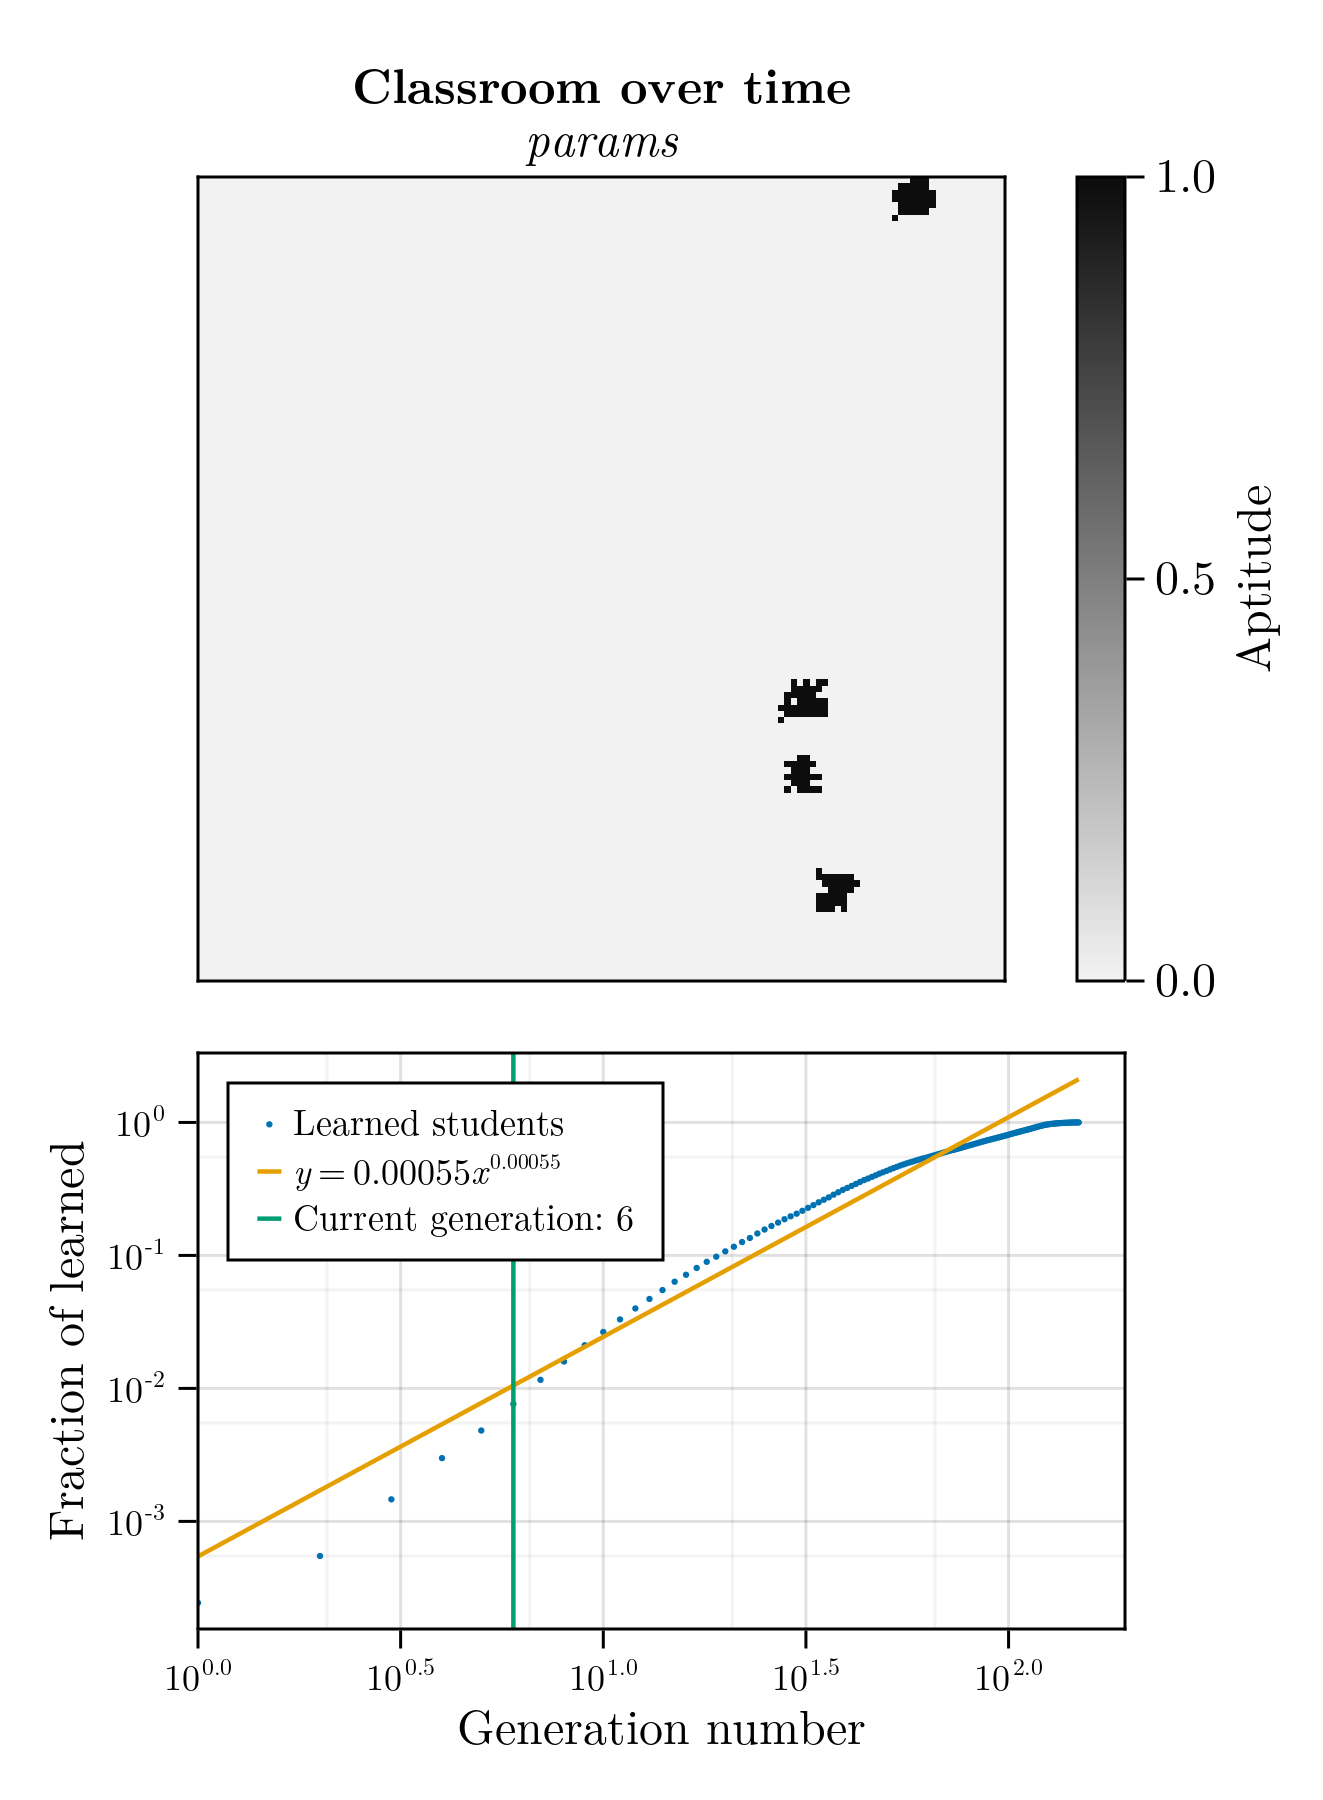 Classroom over time
params
1.0
0.5
0.0
Aptitude
10^0
10^-1
10^-2
10^-3
Fraction of learned
Learned students
y = 0.00055x^0.00055
Current generation: 6
10^0.0 10^0.5 10^1.0 10^1.5 10^2.0
Generation number